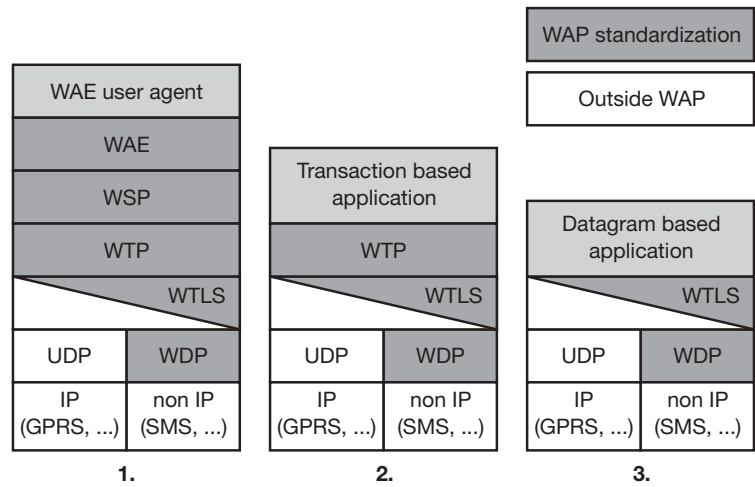 WAP standardization
Outside WAP
WAE user agent
WAE
WSP
WTP
WTLS
UDP
WDP
IP
(GPRS, ...)
non IP
(SMS, ...)
1.
Transaction based
application
WTP
WTLS
UDP
WDP
IP
(GPRS, ...)
non IP
(SMS, ...)
2.
Datagram based
application
WTLS
UDP
WDP
IP
(GPRS, ...)
non IP
(SMS, ...)
3.